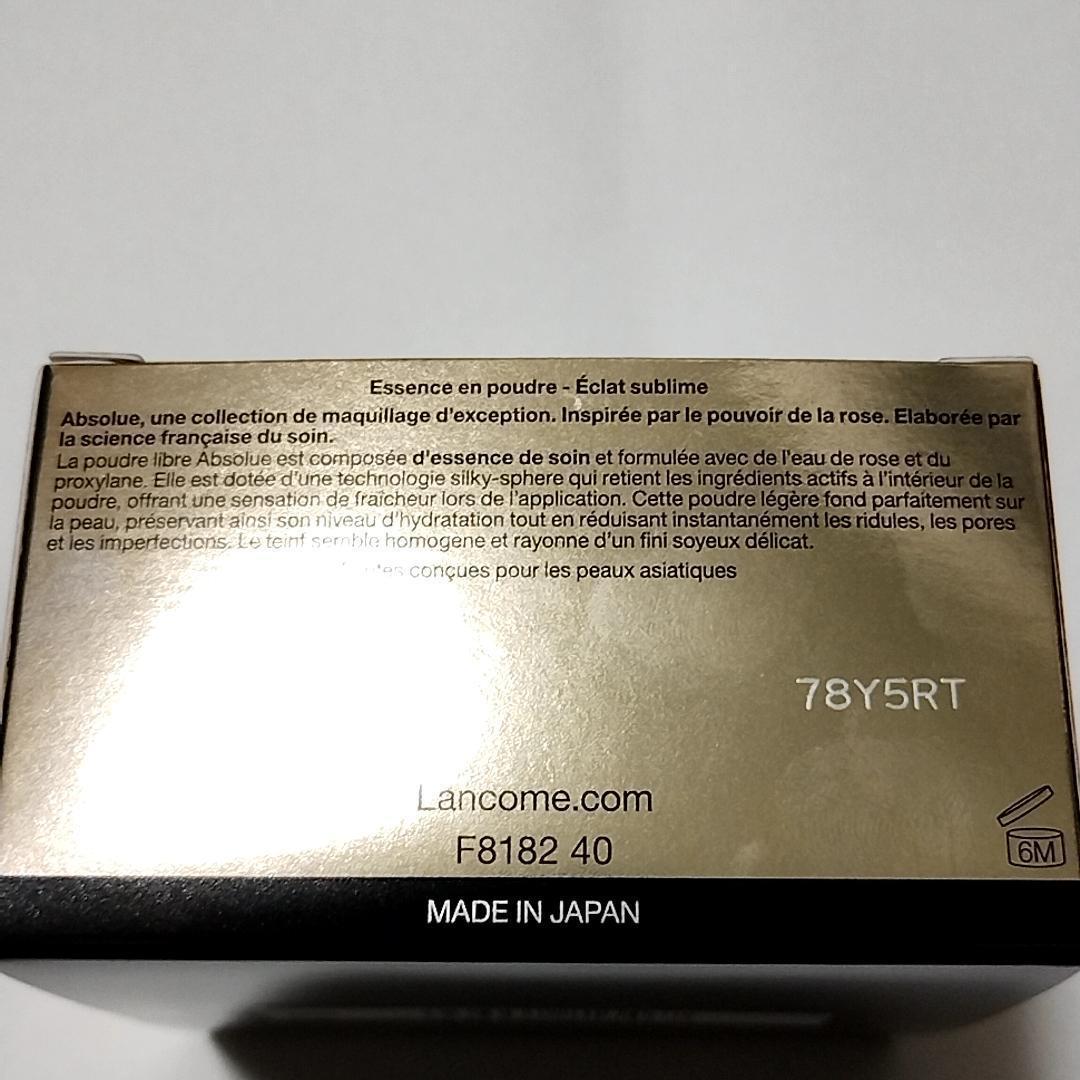 Essence en poudre - Éclat sublime
Absolue, une collection de maquillage d'exception. Inspirée par le pouvoir de la rose. Elaborée par
la science française du soin.
La poudre libre Absolue est composée d'essence de soin et formulée avec de l'eau de rose et du
proxylane. Elle est dotée d'une technologie silky-sphere qui retient les ingrédients actifs à l'intérieur de la
poudre, offrant une sensation de fraîcheur lors de l'application. Cette poudre légère fond parfaitement sur
la peau, préservant ainsi son niveau d'hydratation tout en réduisant instantanément les ridules, les pores
et les imperfections. Le teint semble homogene et rayonne d'un fini soyeux délicat.
conçues pour les peaux asiatiques
78Y5RT
Lancome.com
F8182 40
6M
MADE IN JAPAN